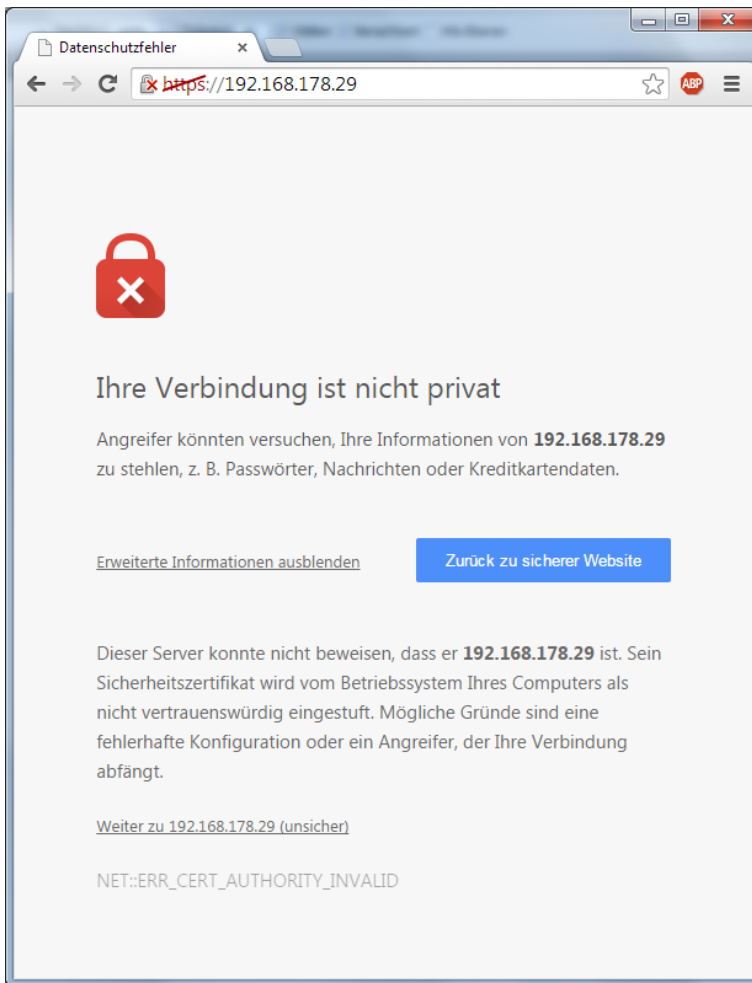 Datenschutzfehler
https://192.168.178.29
ABP
Ihre Verbindung ist nicht privat
Angreifer könnten versuchen, Ihre Informationen von 192.168.178.29
zu stehlen, z. B. Passwörter, Nachrichten oder Kreditkartendaten.
Erweiterte Informationen ausblenden
Zurück zu sicherer Website
Dieser Server konnte nicht beweisen, dass er 192.168.178.29 ist. Sein
Sicherheitszertifikat wird vom Betriebssystem Ihres Computers als
nicht vertrauenswürdig eingestuft. Mögliche Gründe sind eine
fehlerhafte Konfiguration oder ein Angreifer, der Ihre Verbindung
abfängt.
Weiter zu 192.168.178.29 (unsicher)
NET::ERR_CERT_AUTHORITY_INVALID